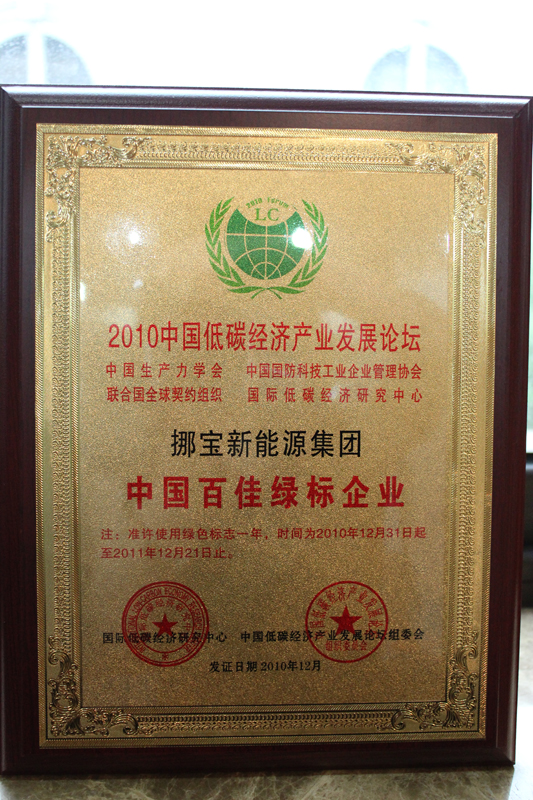 2010 Forum
LC
2010中国低碳经济产业发展论坛
中国生产力学会 中国国防科技工业企业管理协会
联合国全球契约组织 国际低碳经济研究中心
挪宝新能源集团
中国百佳绿标企业
注：准许使用绿色标志一年，时间为2010年12月31日起
至2011年12月21日止。
国际低碳经济研究中心 中国低碳经济产业发展论坛组委会
发证日期2010年12月